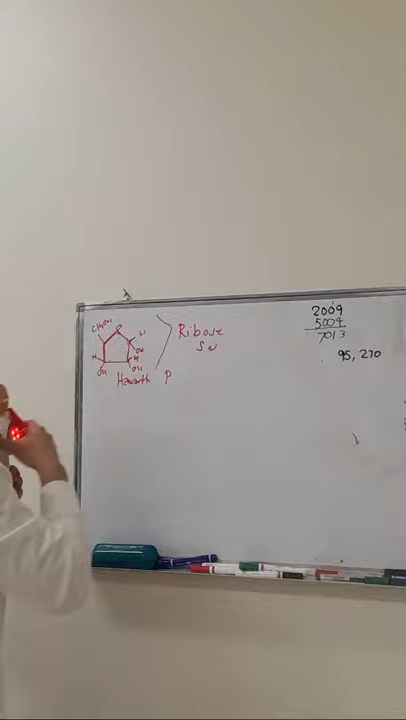 CH₂OH
O
H
OH
H
H
OH
OH
Haworth P
Ribose
2009
5004
7013
95, 270